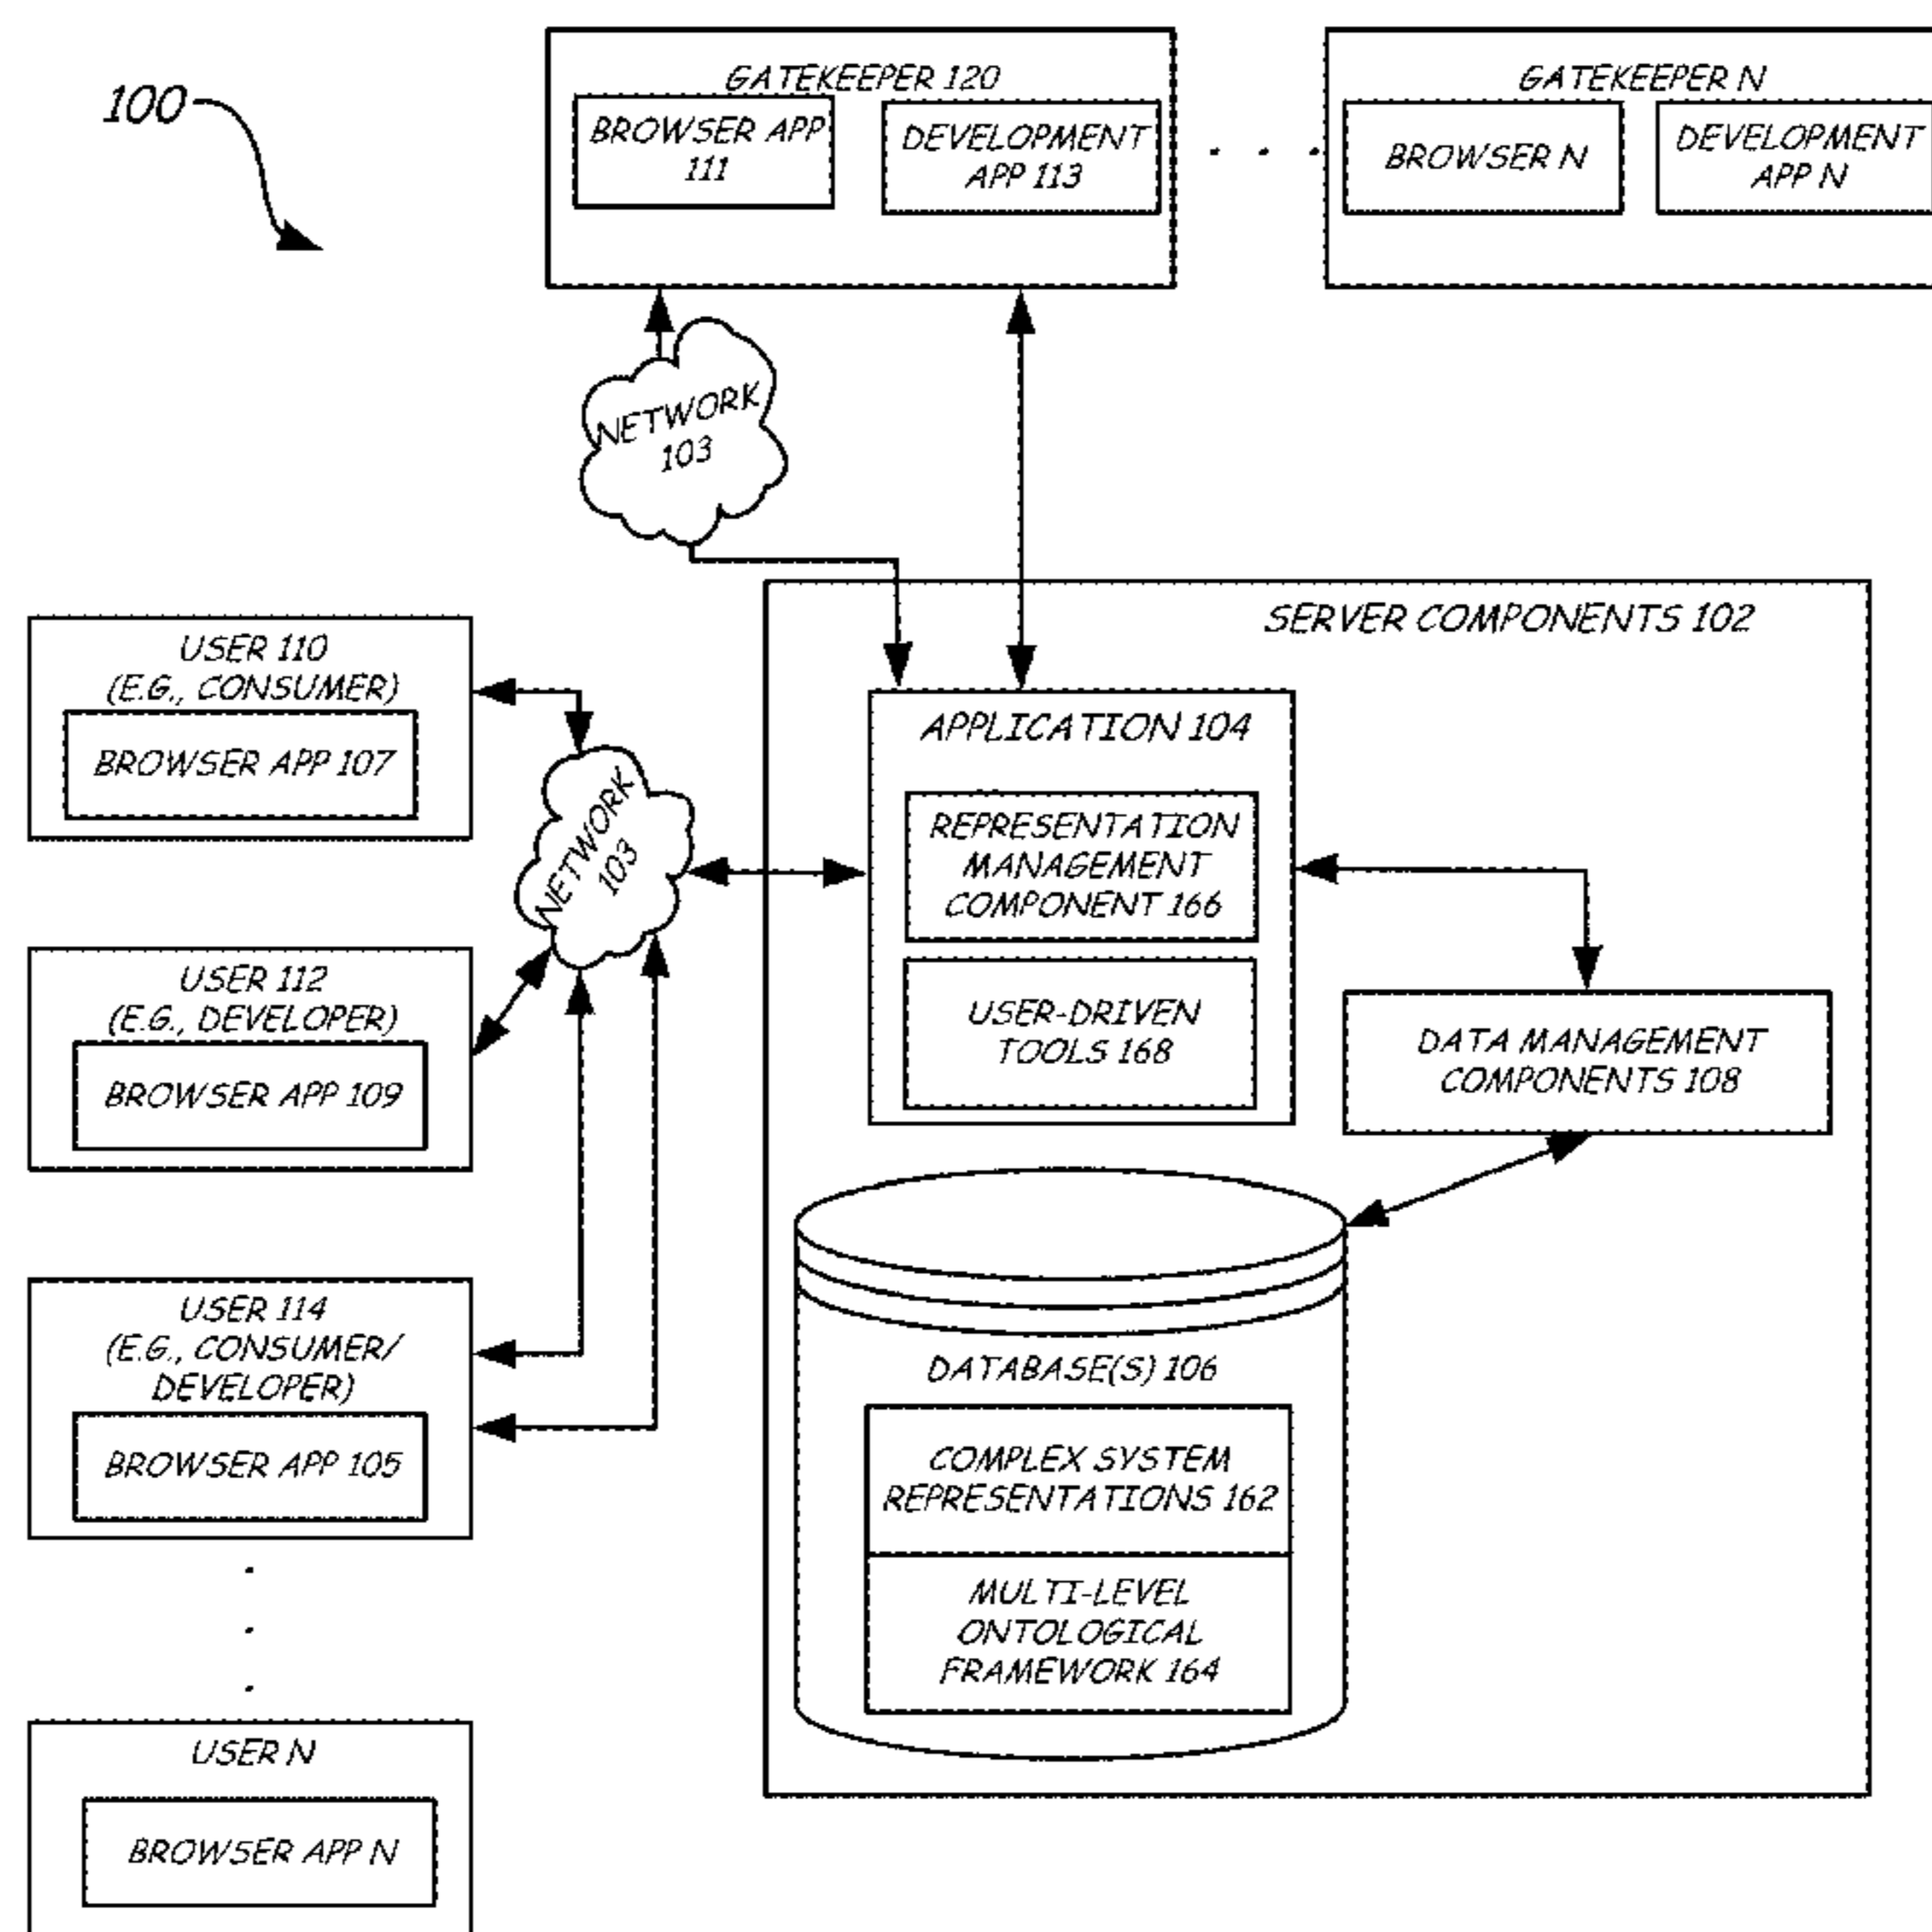 100
GATEKEEPER 120
BROWSER APP
111
DEVELOPMENT
APP 113
GATEKEEPER N
BROWSER N
DEVELOPMENT
APP N
NETWORK
103
SERVER COMPONENTS 102
USER 110
(E.G., CONSUMER)
BROWSER APP 107
NETWORK
103
APPLICATION 104
REPRESENTATION
MANAGEMENT
COMPONENT 166
USER-DRIVEN
TOOLS 168
DATA MANAGEMENT
COMPONENTS 108
USER 112
(E.G., DEVELOPER)
BROWSER APP 109
USER 114
(E.G., CONSUMER/
DEVELOPER)
BROWSER APP 105
DATABASE(S) 106
COMPLEX SYSTEM
REPRESENTATIONS 162
MULTI-LEVEL
ONTOLOGICAL
FRAMEWORK 164
USER N
BROWSER APP N